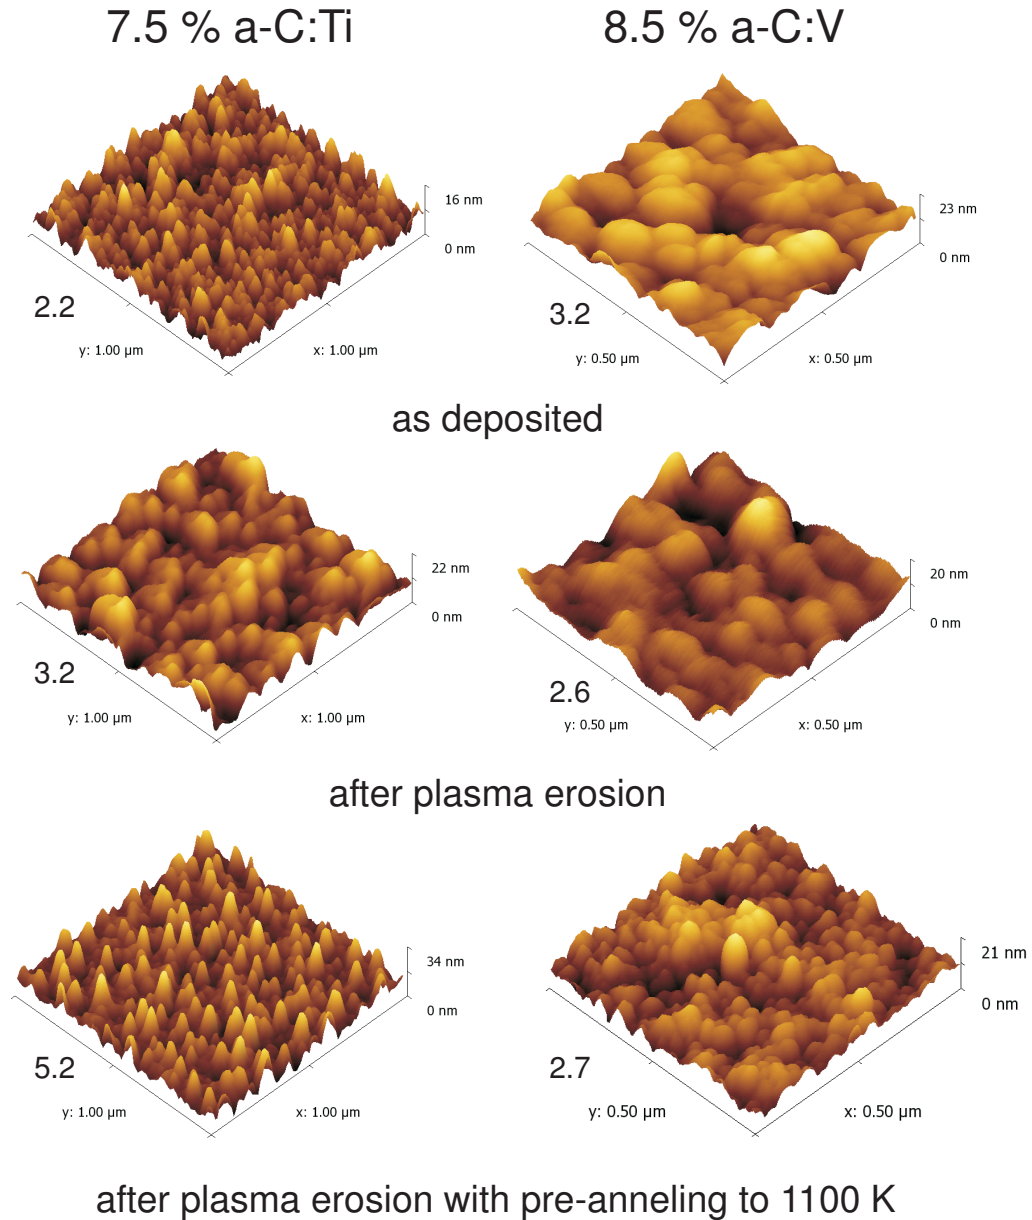 7.5 % a-C:Ti
8.5 % a-C:V
16 nm
0 nm
2.2
y: 1.00 µm
x: 1.00 µm
23 nm
0 nm
3.2
y: 0.50 µm
x: 0.50 µm
as deposited
22 nm
0 nm
3.2
y: 1.00 µm
x: 1.00 µm
20 nm
0 nm
2.6
y: 0.50 µm
x: 0.50 µm
after plasma erosion
34 nm
0 nm
5.2
y: 1.00 µm
x: 1.00 µm
21 nm
0 nm
2.7
y: 0.50 µm
x: 0.50 µm
after plasma erosion with pre-anneling to 1100 K